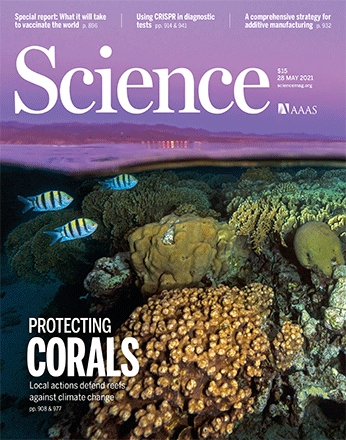 Special report: What it will take
to vaccinate the world p. 896
Using CRISPR in diagnostic
tests pp. 914 & 941
A comprehensive strategy for
additive manufacturing p. 932
Science
$15
28 MAY 2021
sciencemag.org
AAAS
PROTECTING
CORALS
Local actions defend reefs
against climate change
pp. 908 & 977